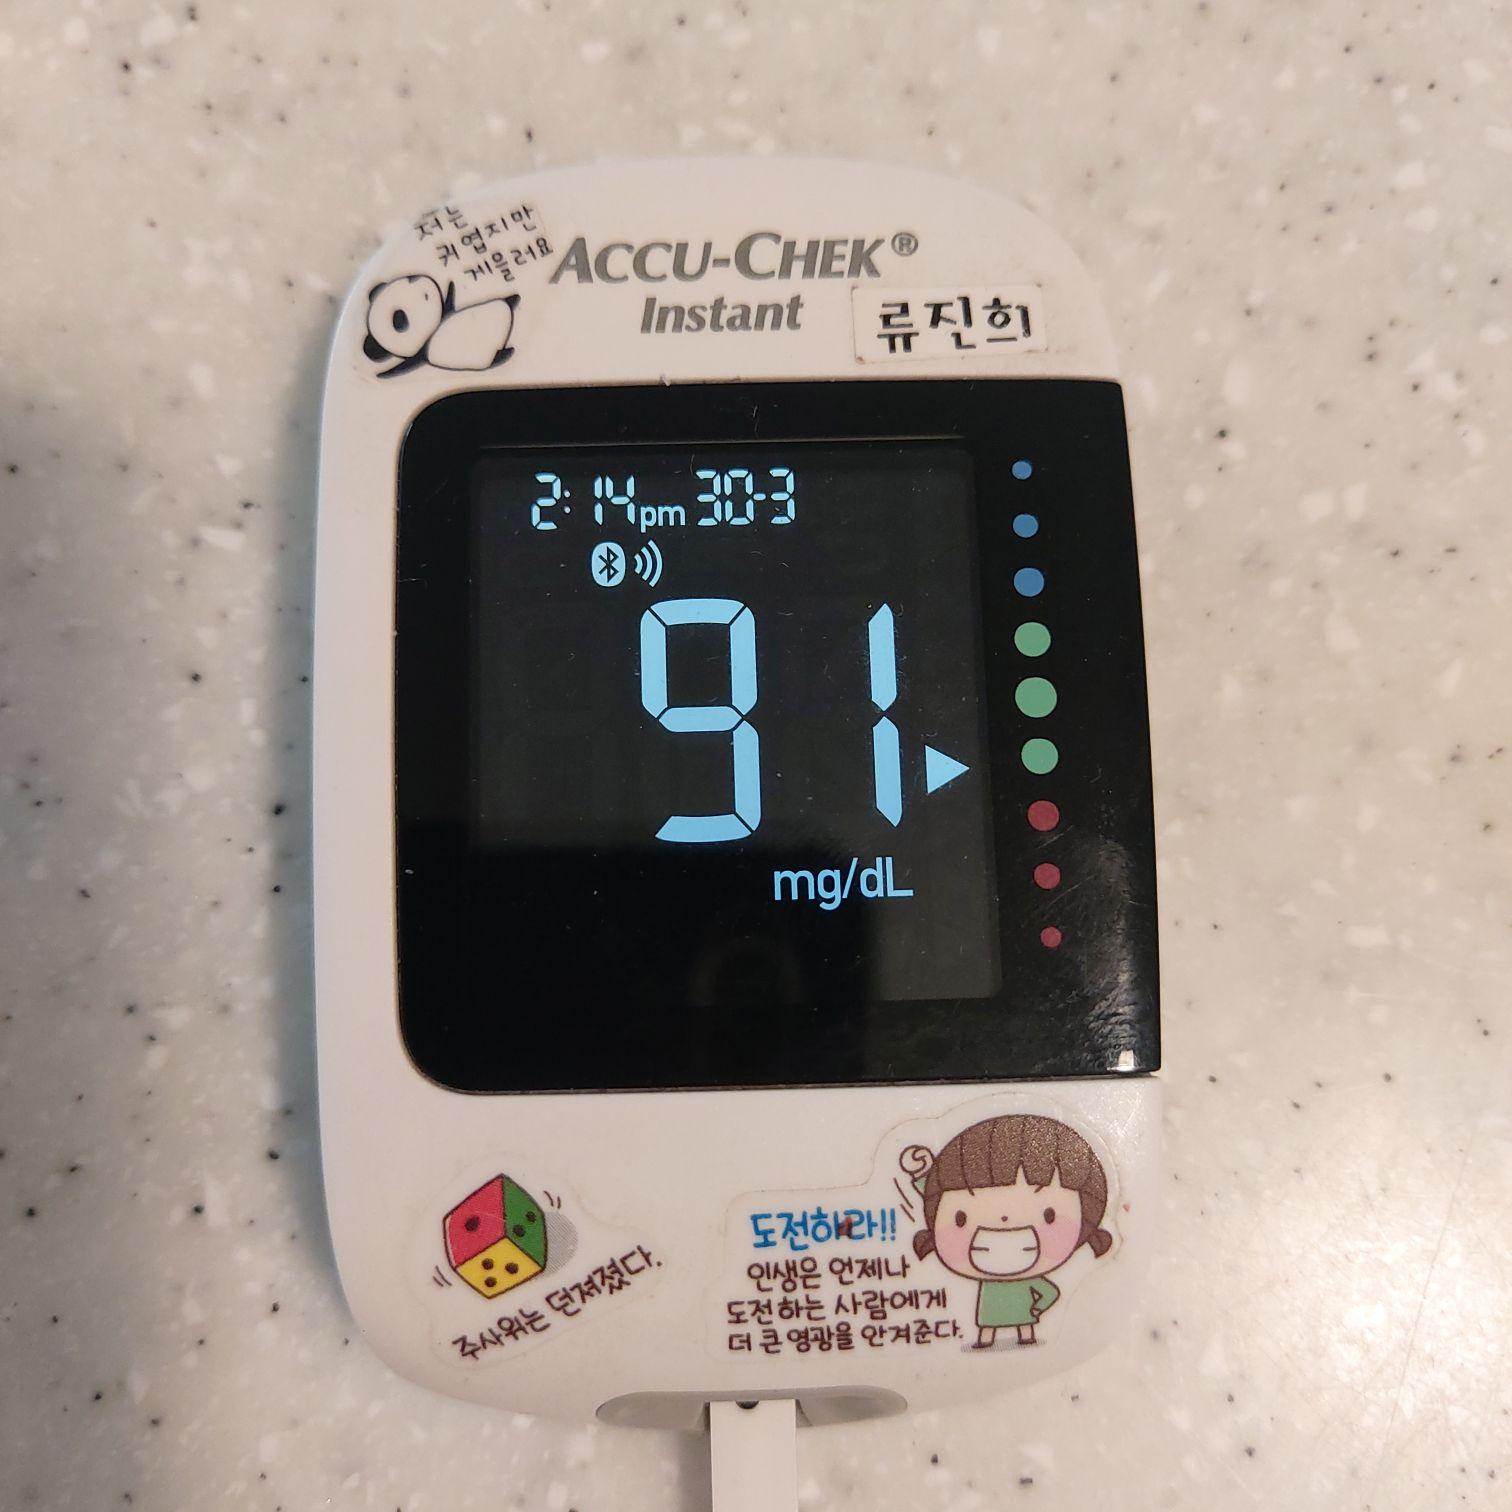 저는
귀엽지만
게을러요
ACCU-CHEK®
Instant
류진희
2:14pm 30-3
91
mg/dL
주사위는 던져졌다.
도전하라!!
인생은 언제나
도전하는 사람에게
더 큰 영광을 안겨준다.